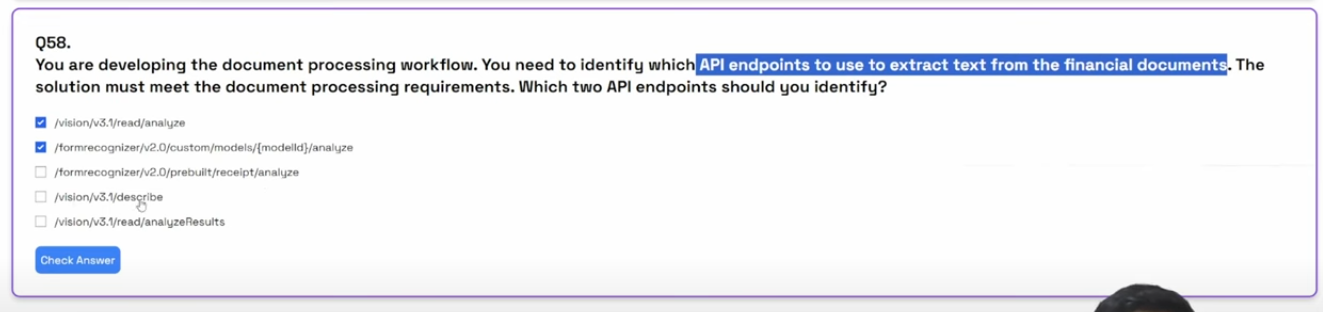 Q58.
You are developing the document processing workflow. You need to identify which API endpoints to use to extract text from the financial documents. The
solution must meet the document processing requirements. Which two API endpoints should you identify?
/vision/v3.1/read/analyze
/formrecognizer/v2.0/custom/models/{modelId}/analyze
/formrecognizer/v2.0/prebuilt/receipt/analyze
/vision/v3.1/describe
/vision/v3.1/read/analyzeResults
Check Answer